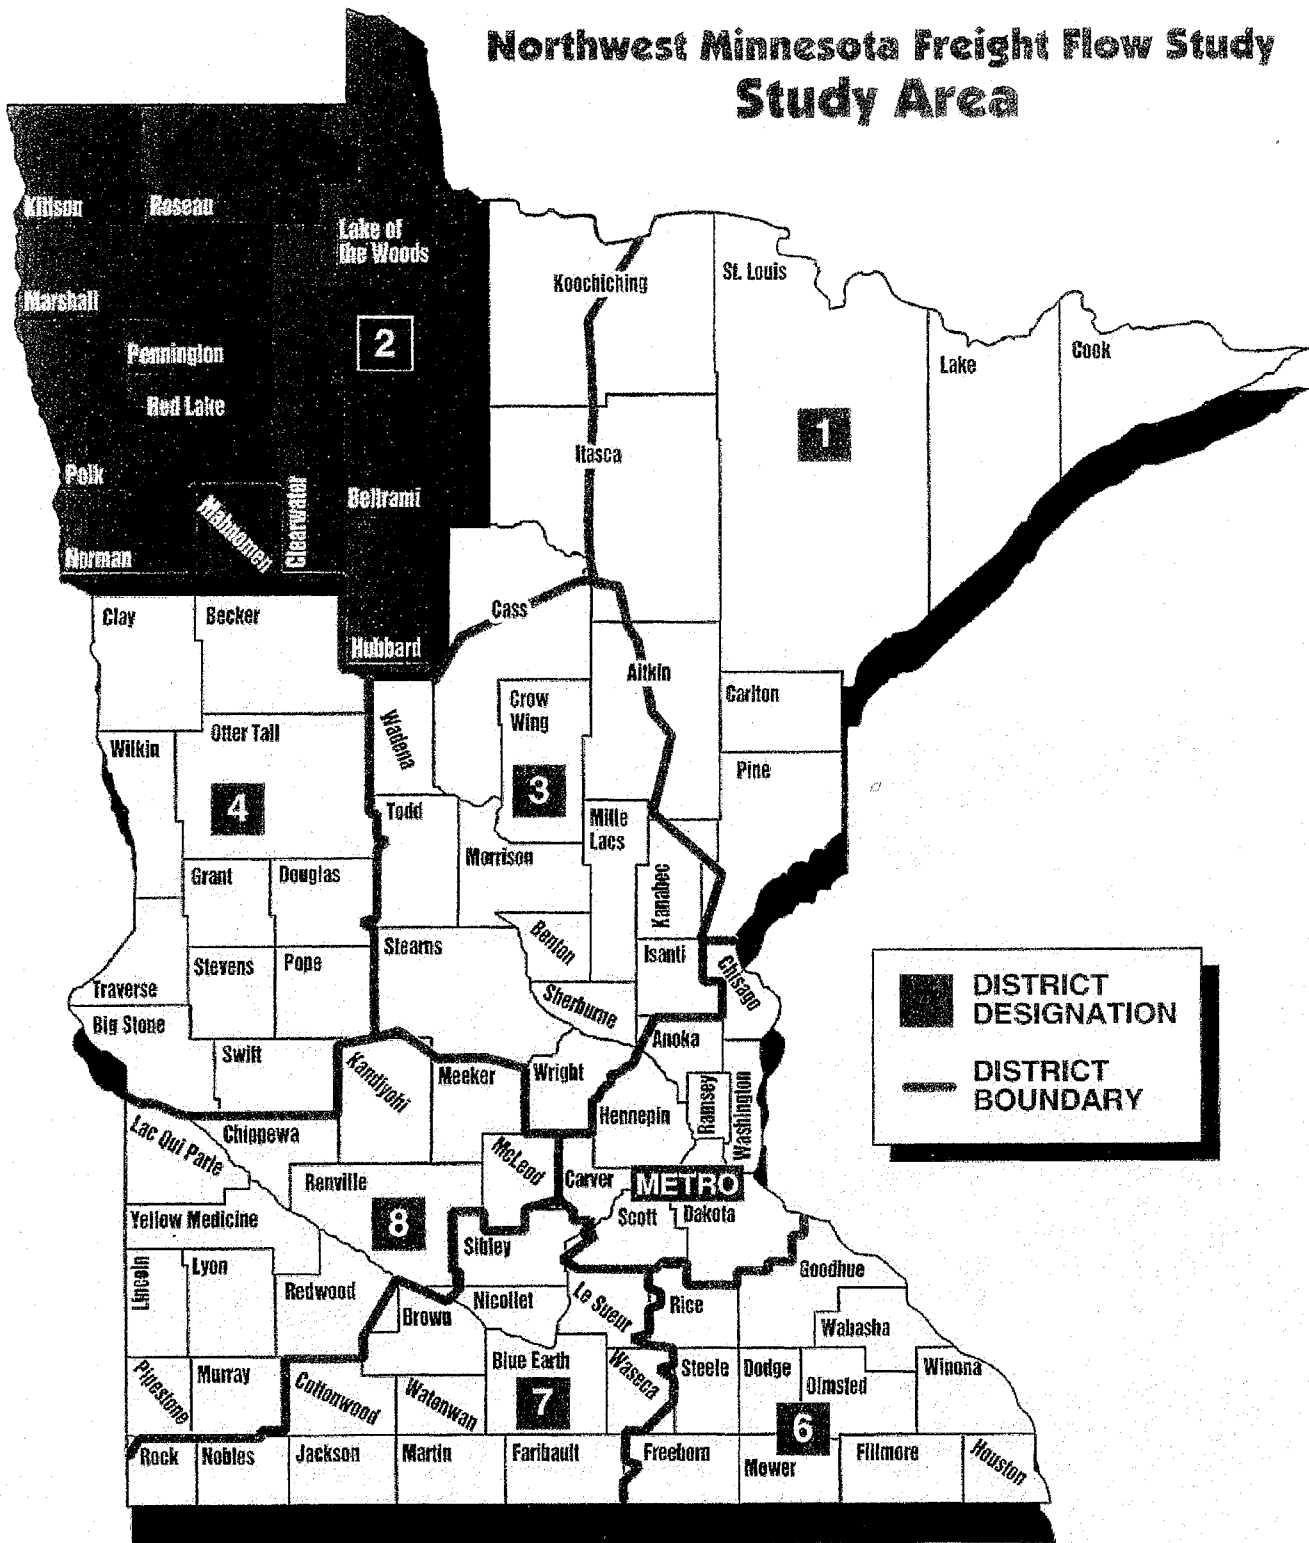 Northwest Minnesota Freight Flow Study
Study Area
Kittson
Roseau
Lake of
the Woods
Koochiching
St. Louis
Marshall
2
Pennington
Lake
Cook
Red Lake
1
Itasca
Polk
Mahnomen
Clearwater
Beltrami
Norman
Clay
Becker
Cass
Hubbard
Aitkin
Crow
Wing
Carlton
Wadena
Otter Tail
Wilkin
Pine
4
3
Todd
Mille
Lacs
Morrison
Grant
Douglas
Kanabec
Stearns
Benton
Isanti
Chisago
Stevens
Pope
Traverse
Sherburne
Big Stone
Anoka
Swift
Kandiyohi
Meeker
Wright
Hennepin
Ramsey
Washington
DISTRICT
DESIGNATION
DISTRICT
BOUNDARY
Lac Qui Parle
Chippewa
McLeod
Carver
METRO
Renville
Yellow Medicine
8
Scott
Dakota
Sibley
Lincoln
Lyon
Redwood
Goodhue
Nicollet
Le Sueur
Rice
Brown
Wabasha
Pipestone
Murray
Cottonwood
Watonwan
Blue Earth
Waseca
Steele
Dodge
Olmsted
Winona
7
6
Rock
Nobles
Jackson
Martin
Faribault
Freeborn
Mower
Fillmore
Houston